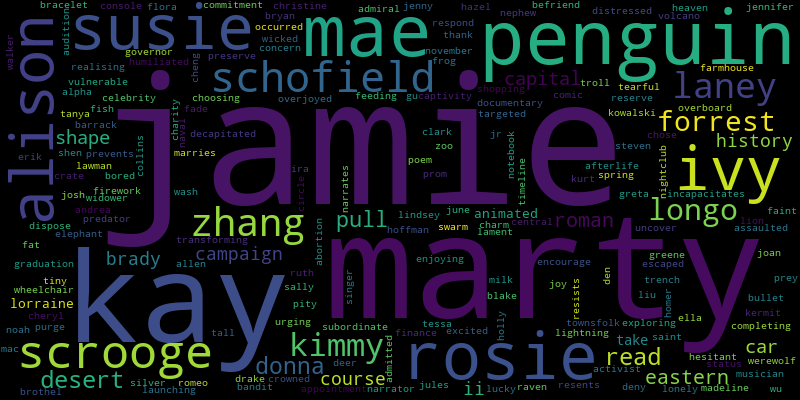 bracelet console flora commitment christine admiral jenny hazel befriend heaven jennifer
walker alison audition susie bryan occurred mae respond nephew penguin distressed volcano
realising governor wicked concern thank november frog
vulnerable humiliated cheng preserve schofield capital troll tearful farmhouse laney
alpha celebrity choosing overjoyed feeding gu captivity shopping comic reserve
tanya fish charity naval fade jamie documentary targeted kowalski overboard
shape barrack decapitated clark jr forrest
erik shen prevents collins marries poem zoo notebook timeline steven chose history
crate lawman bored ira prom afterlife nightclub ivy
josh widower firework wash circle narrates kurt spring greta incapacitates
andrea zhang lindsey june animated longo faint
dispose predator pull charm central roman lion
fat elephant transforming abortion hoffman swarm lament marty uncover assaulted
graduation brady campaign enjoying encourage den escaped greene joan
tiny kay allen ruth milk joy trench prey
wheelchair sally singer blake resists liu homer bullet
lorraine pity holly ella kermit
noah cheryl purge tall urging subordinate tessa excited townsfolk exploring completing
mac scrooge kimmy finance lightning saint hesitant werewolf
donna deer admitted rosie read take car status
desert silver romeo drake crowned course jules activist eastern musician
brothel launching bandit appointment narrator ii lucky raven resents deny lonely madeline wu